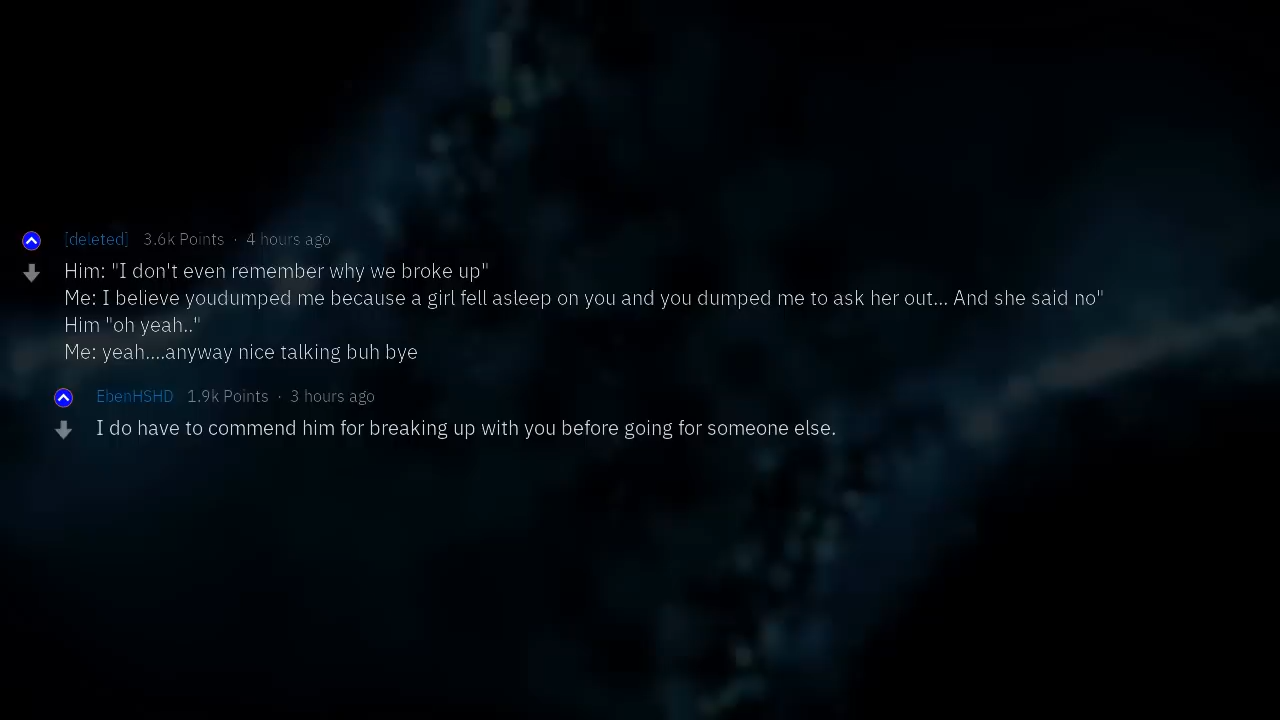 [deleted] 3.6k Points · 4 hours ago
Him: "I don't even remember why we broke up"
Me: I believe youdumped me because a girl fell asleep on you and you dumped me to ask her out... And she said no"
Him "oh yeah.."
Me: yeah....anyway nice talking buh bye
EbenHSHD 1.9k Points · 3 hours ago
I do have to commend him for breaking up with you before going for someone else.